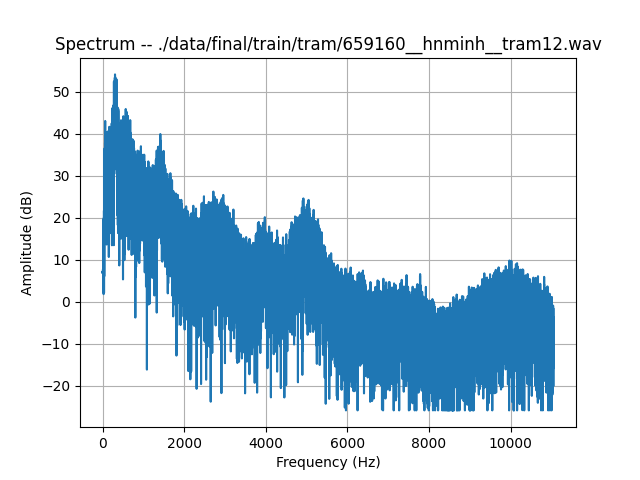 Spectrum -- ./data/final/train/tram/659160__hnminh__tram12.wav
50
40
30
20
10
0
−10
−20
Amplitude (dB)
0 2000 4000 6000 8000 10000
Frequency (Hz)